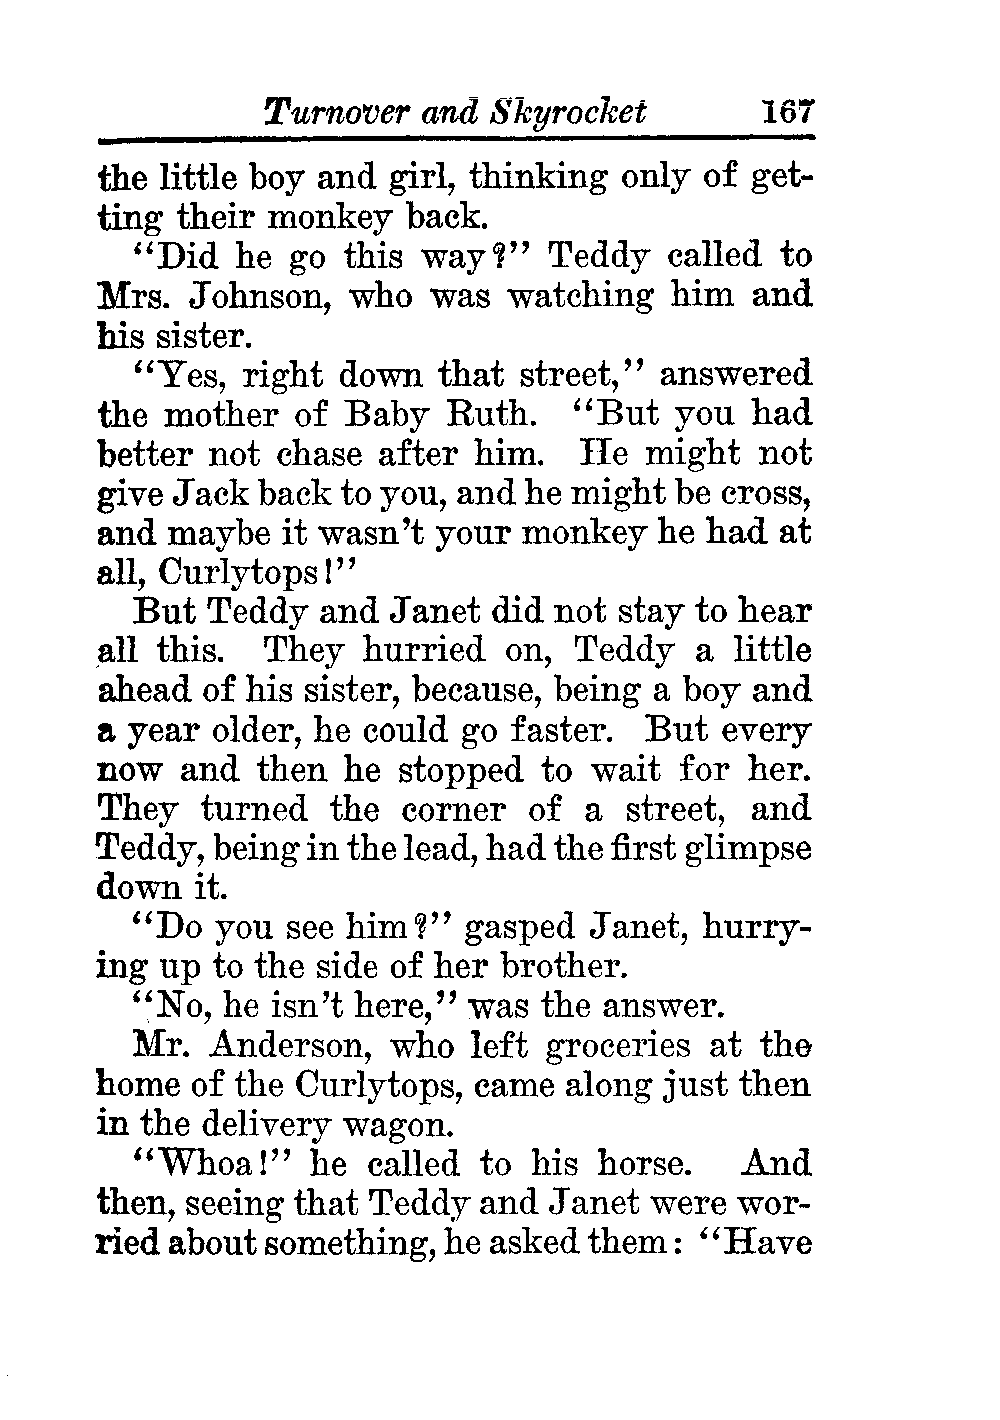 Turnover and Skyrocket 167
the little boy and girl, thinking only of get-
ting their monkey back.
“Did he go this way?” Teddy called to
Mrs. Johnson, who was watching him and
his sister.
“Yes, right down that street,” answered
the mother of Baby Ruth. “But you had
better not chase after him. He might not
give Jack back to you, and he might be cross,
and maybe it wasn’t your monkey he had at
all, Curlytops!”
But Teddy and Janet did not stay to hear
all this. They hurried on, Teddy a little
ahead of his sister, because, being a boy and
a year older, he could go faster. But every
now and then he stopped to wait for her.
They turned the corner of a street, and
Teddy, being in the lead, had the first glimpse
down it.
“Do you see him?” gasped Janet, hurry-
ing up to the side of her brother.
“No, he isn’t here,” was the answer.
Mr. Anderson, who left groceries at the
home of the Curlytops, came along just then
in the delivery wagon.
“Whoa!” he called to his horse. And
then, seeing that Teddy and Janet were wor-
ried about something, he asked them: “Have